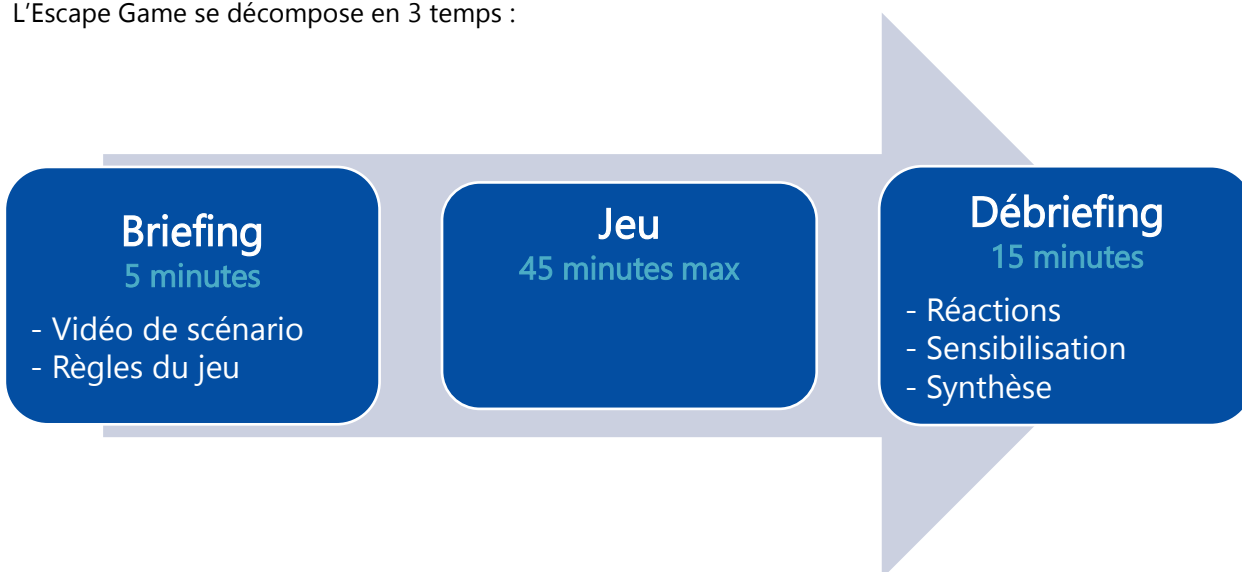 L’Escape Game se décompose en 3 temps :
Briefing
5 minutes
- Vidéo de scénario
- Règles du jeu
Jeu
45 minutes max
Débriefing
15 minutes
- Réactions
- Sensibilisation
- Synthèse